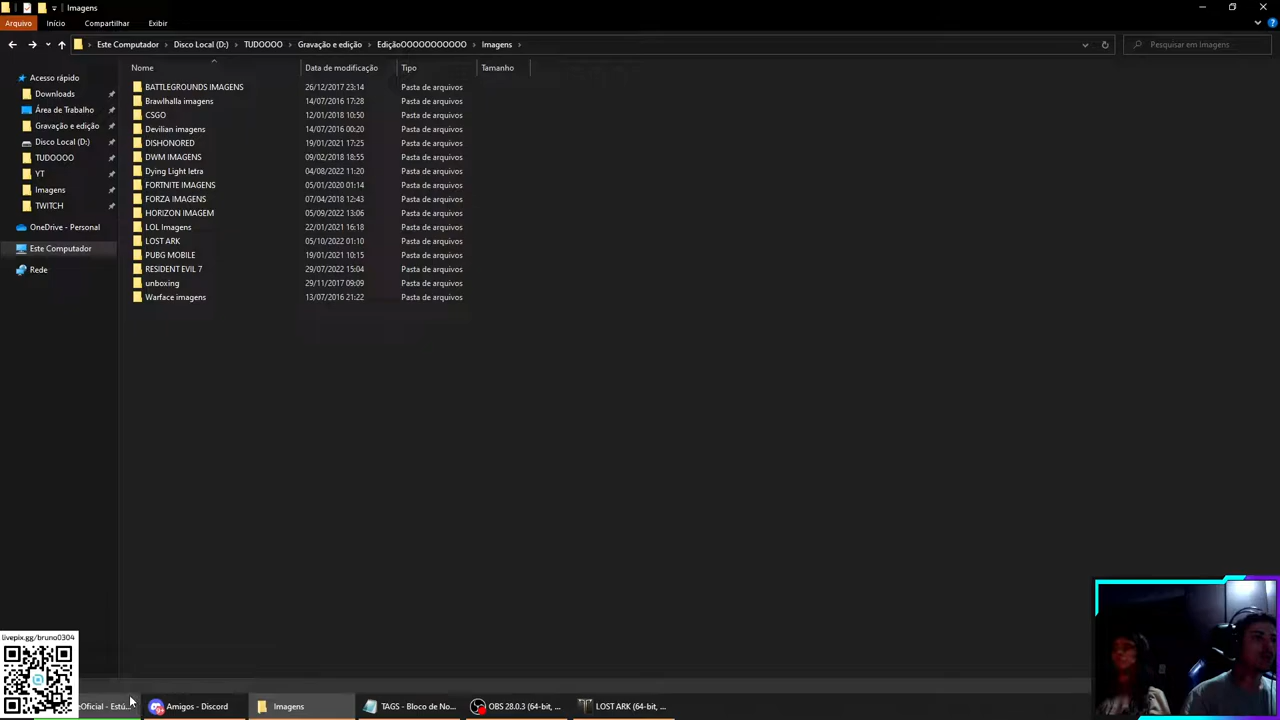 Imagens
Arquivo Início Compartilhar Exibir
Este Computador Disco Local (D:) TUDOOOO Gravação e edição EdiçãoOOOOOOOOOOO Imagens
Pesquisar em Imagens
Nome Data de modificação Tipo Tamanho
Acesso rápido
Downloads
Área de Trabalho
Gravação e edição
Disco Local (D:)
TUDOOOO
YT
Imagens
TWITCH
OneDrive - Personal
Este Computador
Rede
BATTLEGROUNDS IMAGENS 26/12/2017 23:14 Pasta de arquivos
Brawlhalla imagens 14/07/2016 17:28 Pasta de arquivos
CSGO 12/01/2018 10:50 Pasta de arquivos
Devilian imagens 14/07/2016 00:20 Pasta de arquivos
DISHONORED 19/01/2021 17:25 Pasta de arquivos
DWM IMAGENS 09/02/2018 18:55 Pasta de arquivos
Dying Light letra 04/08/2022 11:20 Pasta de arquivos
FORTNITE IMAGENS 05/01/2020 01:14 Pasta de arquivos
FORZA IMAGENS 07/04/2018 12:43 Pasta de arquivos
HORIZON IMAGEM 05/09/2022 13:06 Pasta de arquivos
LOL Imagens 22/01/2021 16:18 Pasta de arquivos
LOST ARK 05/10/2022 01:10 Pasta de arquivos
PUBG MOBILE 19/01/2021 10:15 Pasta de arquivos
RESIDENT EVIL 7 29/07/2022 15:04 Pasta de arquivos
unboxing 29/11/2017 09:09 Pasta de arquivos
Warface imagens 13/07/2016 21:22 Pasta de arquivos
livepix.gg/bruno0304
eOficial - Estú... Amigos - Discord Imagens TAGS - Bloco de No... OBS 28.0.3 (64-bit, ... LOST ARK (64-bit, ...